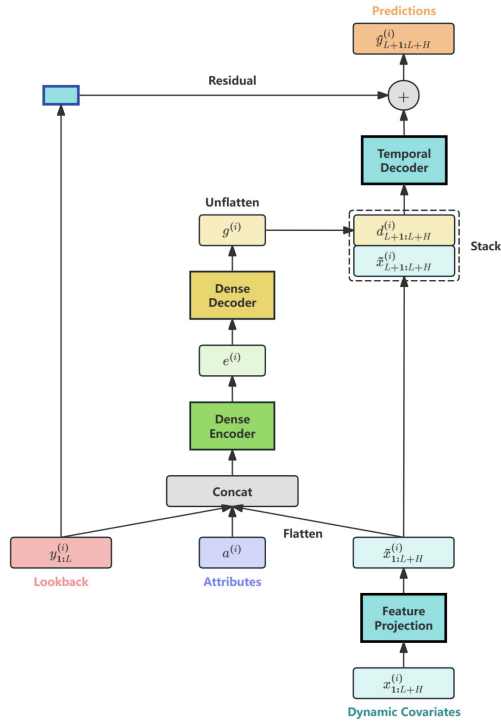 Predictions
ŷ^{(i)}_{L+1:L+H}
Residual
+
Temporal
Decoder
Unflatten
g^{(i)}
d^{(i)}_{L+1:L+H}
Stack
x̃^{(i)}_{L+1:L+H}
Dense
Decoder
e^{(i)}
Dense
Encoder
Concat
Flatten
y^{(i)}_{1:L}
a^{(i)}
x̃^{(i)}_{1:L+H}
Lookback
Attributes
Feature
Projection
x^{(i)}_{1:L+H}
Dynamic Covariates